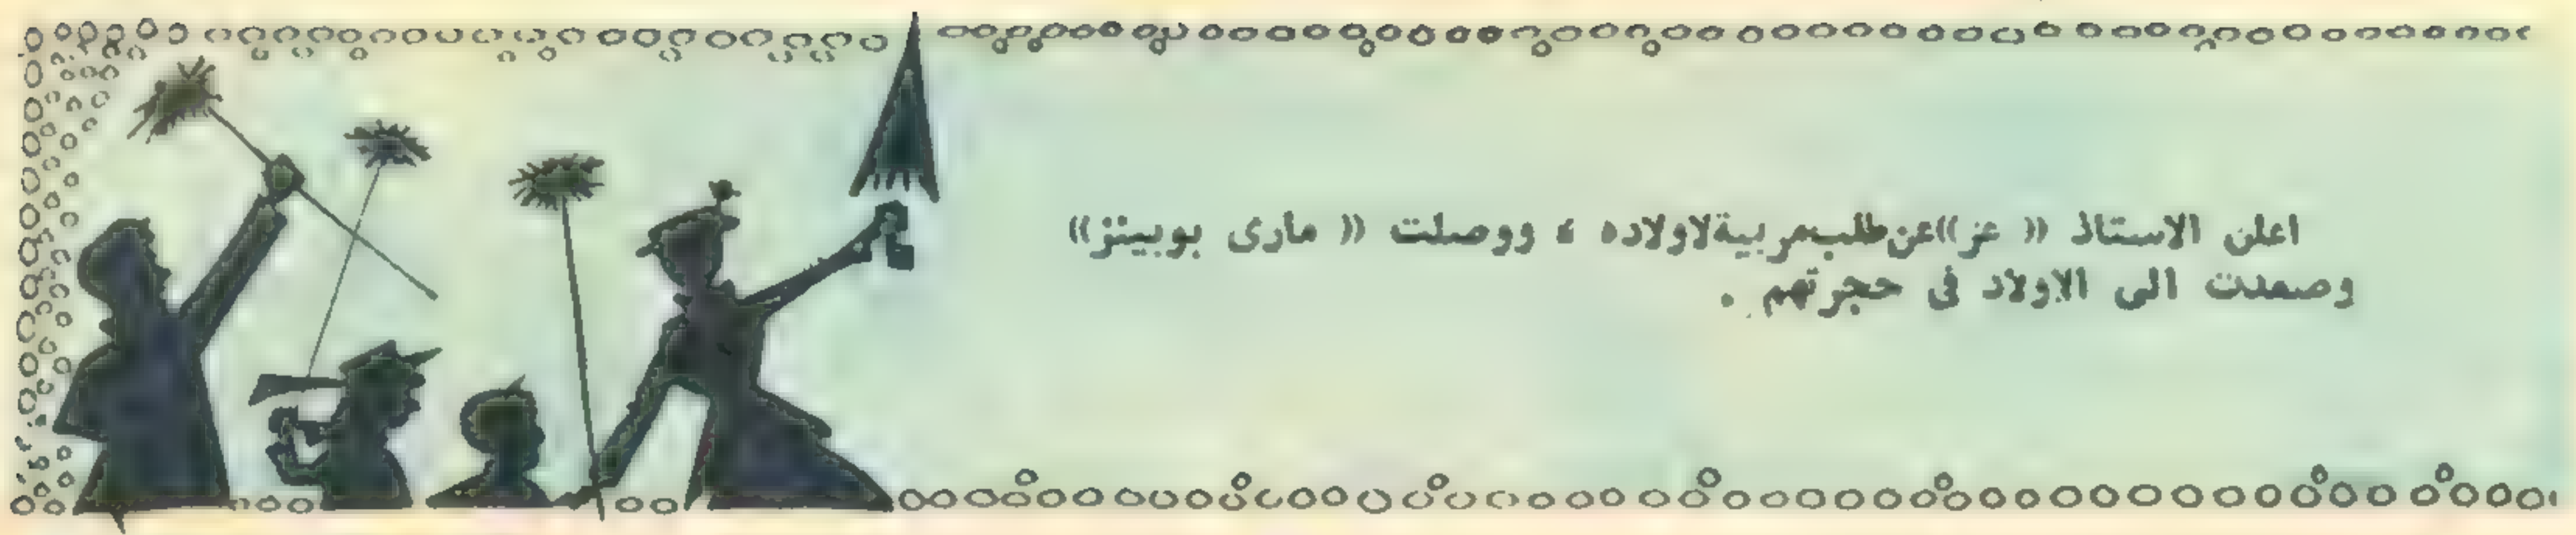 اعلن الاستاذ « عز » عن طلب مربية لاولاده ، ووصلت « مارى بوبينز »
وصعدت الى الاولاد فى حجرتهم .